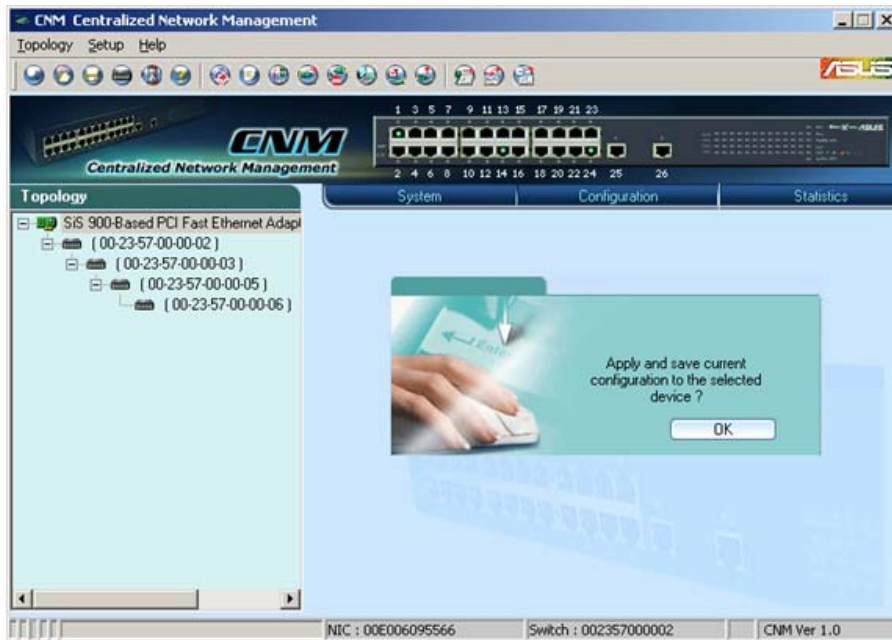 CNM Centralized Network Management
Topology Setup Help
ASUS
1 3 5 7 9 11 13 15 17 19 21 23
CNM
Centralized Network Management
2 4 6 8 10 12 14 16 18 20 22 24 25 26
Topology
System Configuration Statistics
SiS 900-Based PCI Fast Ethernet Adapt
( 00-23-57-00-00-02 )
( 00-23-57-00-00-03 )
( 00-23-57-00-00-05 )
( 00-23-57-00-00-06 )
Enter
Apply and save current
configuration to the selected
device ?
OK
NIC : 00E006095566 Switch : 002357000002 CNM Ver 1.0